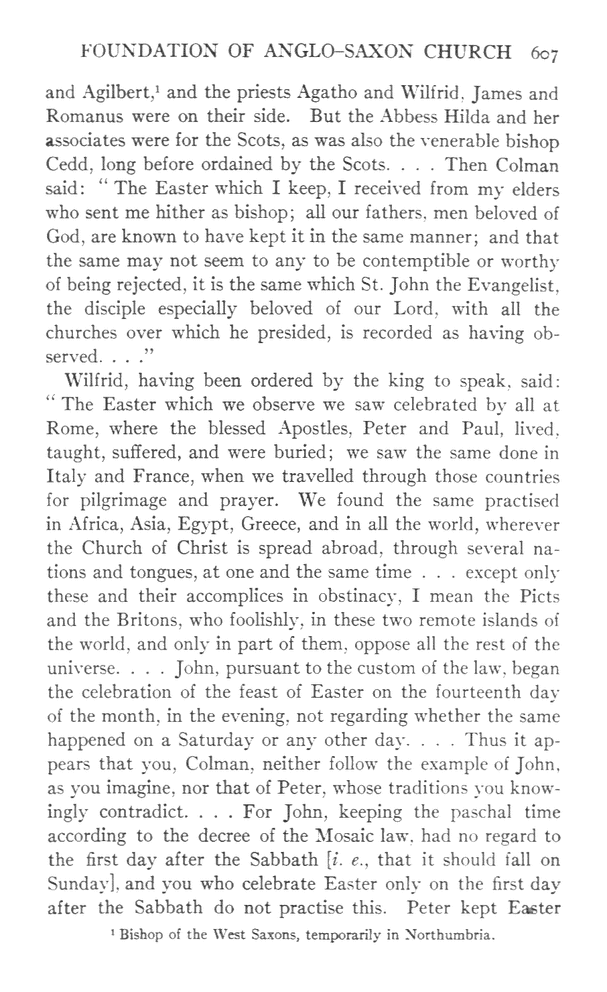 FOUNDATION OF ANGLO-SAXON CHURCH 607
and Agilbert,¹ and the priests Agatho and Wilfrid, James and
Romanus were on their side. But the Abbess Hilda and her
associates were for the Scots, as was also the venerable bishop
Cedd, long before ordained by the Scots. . . . Then Colman
said: “ The Easter which I keep, I received from my elders
who sent me hither as bishop; all our fathers, men beloved of
God, are known to have kept it in the same manner; and that
the same may not seem to any to be contemptible or worthy
of being rejected, it is the same which St. John the Evangelist,
the disciple especially beloved of our Lord, with all the
churches over which he presided, is recorded as having ob-
served. . . .”
Wilfrid, having been ordered by the king to speak, said:
“ The Easter which we observe we saw celebrated by all at
Rome, where the blessed Apostles, Peter and Paul, lived,
taught, suffered, and were buried; we saw the same done in
Italy and France, when we travelled through those countries
for pilgrimage and prayer. We found the same practised
in Africa, Asia, Egypt, Greece, and in all the world, wherever
the Church of Christ is spread abroad, through several na-
tions and tongues, at one and the same time . . . except only
these and their accomplices in obstinacy, I mean the Picts
and the Britons, who foolishly, in these two remote islands of
the world, and only in part of them, oppose all the rest of the
universe. . . . John, pursuant to the custom of the law, began
the celebration of the feast of Easter on the fourteenth day
of the month, in the evening, not regarding whether the same
happened on a Saturday or any other day. . . . Thus it ap-
pears that you, Colman, neither follow the example of John,
as you imagine, nor that of Peter, whose traditions you know-
ingly contradict. . . . For John, keeping the paschal time
according to the decree of the Mosaic law, had no regard to
the first day after the Sabbath [i. e., that it should fall on
Sunday], and you who celebrate Easter only on the first day
after the Sabbath do not practise this. Peter kept Easter
¹ Bishop of the West Saxons, temporarily in Northumbria.